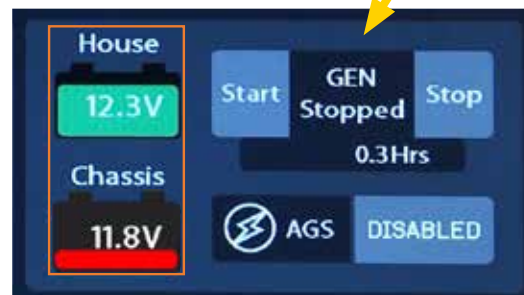 House
12.3V
Chassis
11.8V
Start
GEN
Stopped
Stop
0.3Hrs
AGS
DISABLED